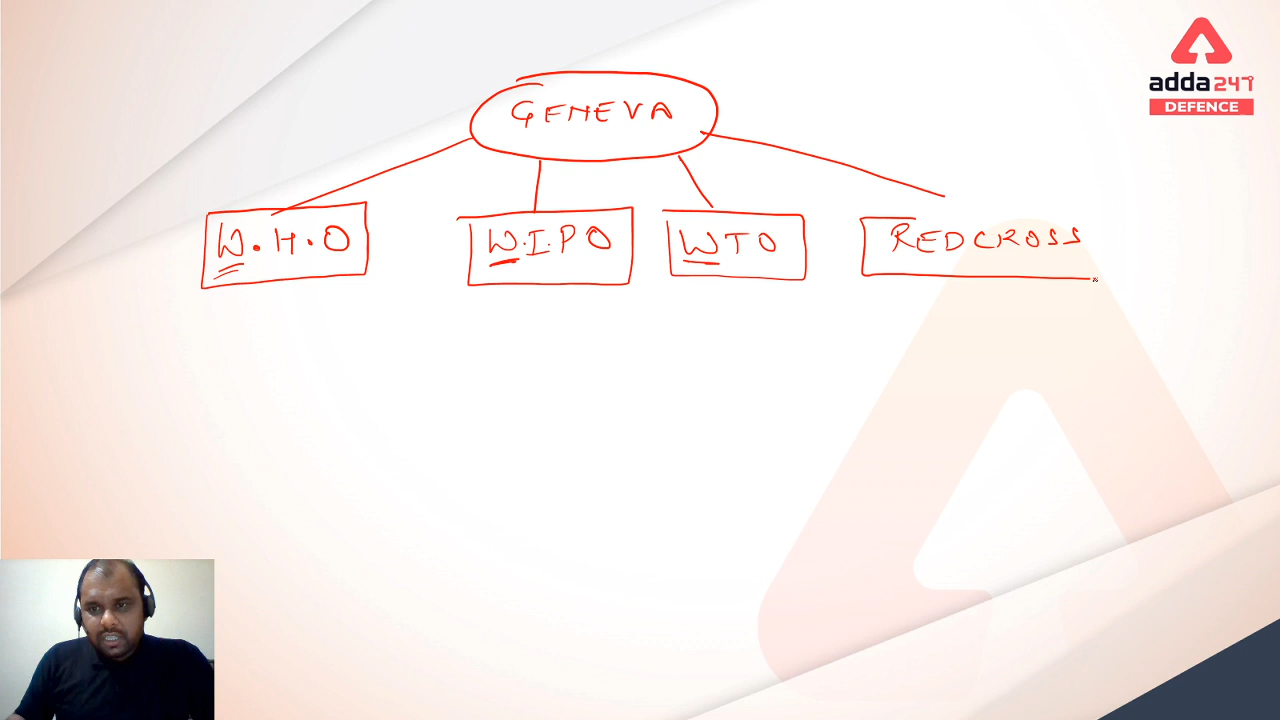 adda247
DEFENCE
GENEVA
W.H.O
W.I.P.O
WTO
REDCROSS